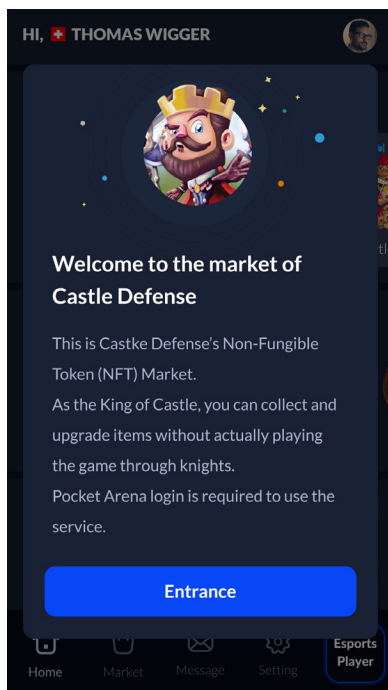 HI, THOMAS WIGGER
Welcome to the market of
Castle Defense
This is Castke Defense's Non-Fungible
Token (NFT) Market.
As the King of Castle, you can collect and
upgrade items without actually playing
the game through knights.
Pocket Arena login is required to use the
service.
Entrance
Home Market Message Setting Esports
Player